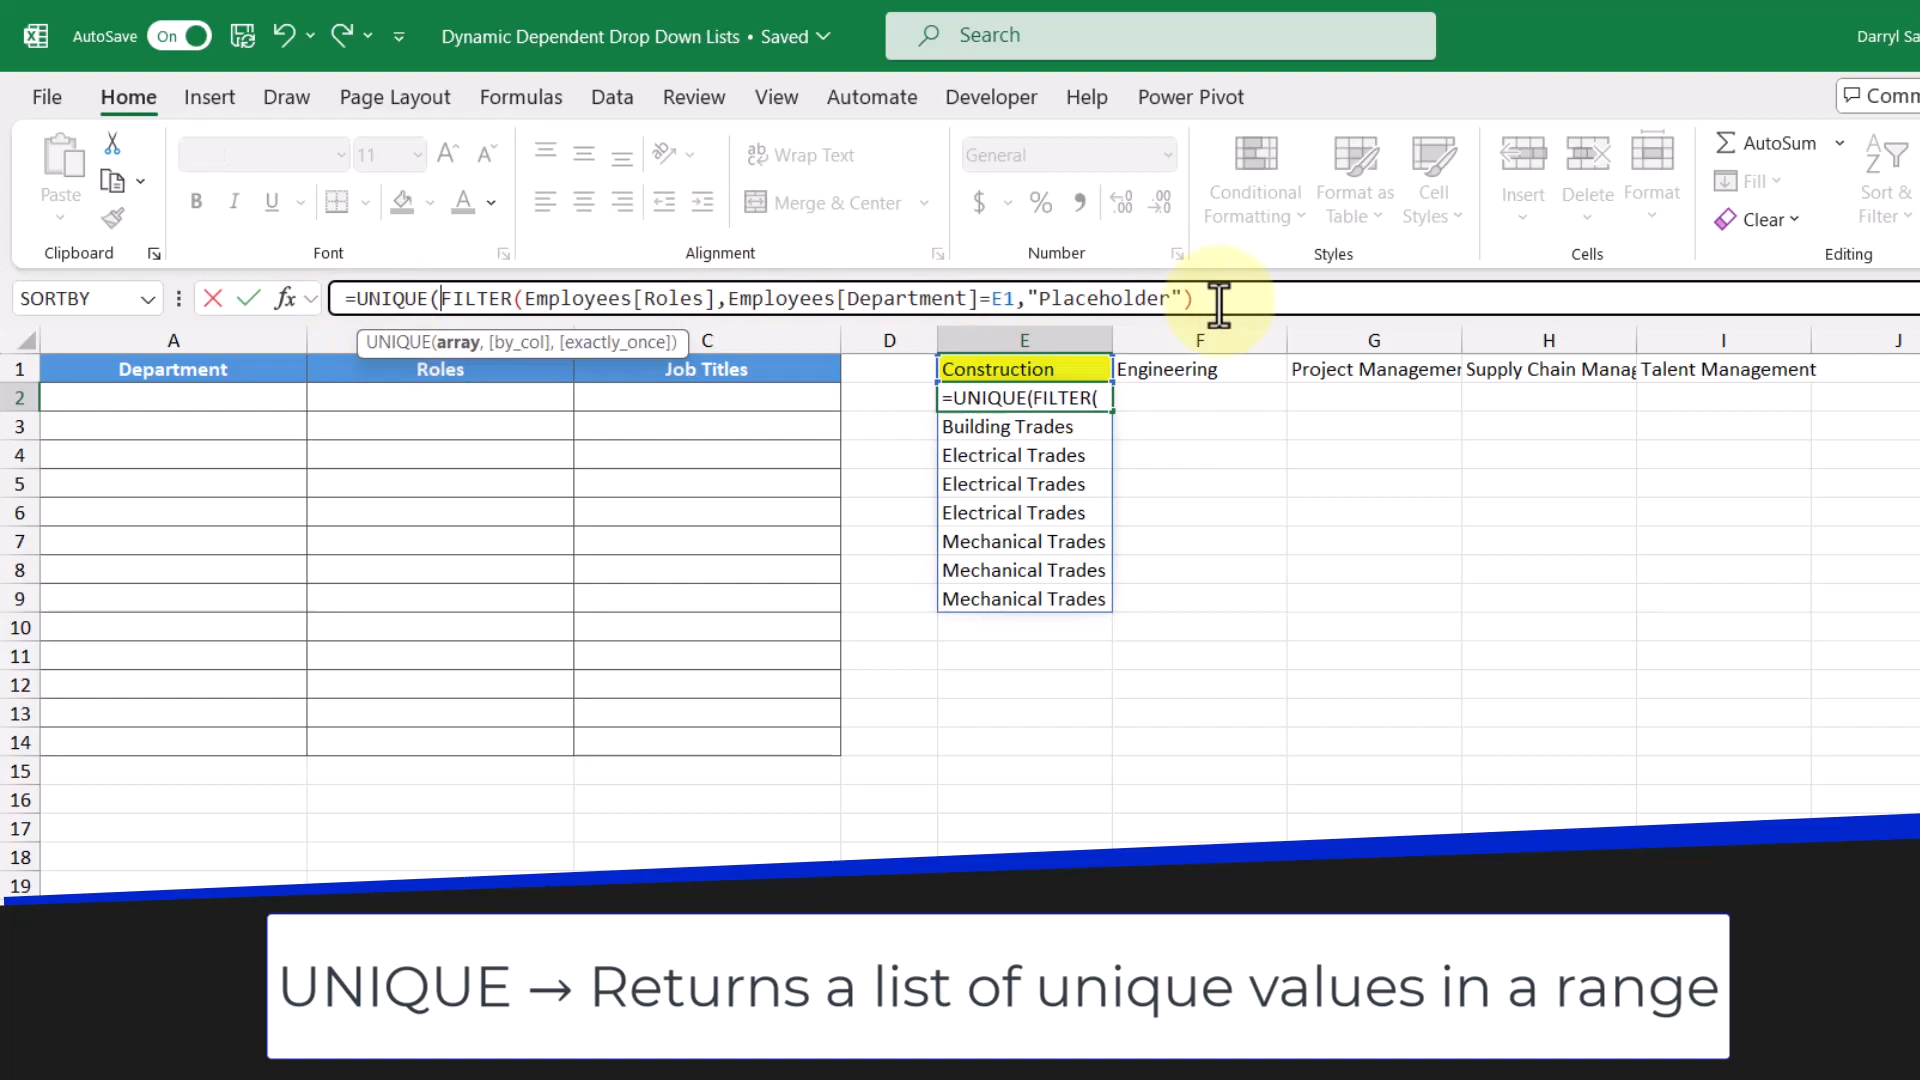 AutoSave On Dynamic Dependent Drop Down Lists • Saved Search Darryl Sa
File Home Insert Draw Page Layout Formulas Data Review View Automate Developer Help Power Pivot Comm
Paste 11 Wrap Text General Conditional Formatting Format as Table Cell Styles Insert Delete Format AutoSum Fill Sort & Filter
B I U A Merge & Center $ % Clear
Clipboard Font Alignment Number Styles Cells Editing
SORTBY fx =UNIQUE(FILTER(Employees[Roles],Employees[Department]=E1,"Placeholder")
UNIQUE(array, [by_col], [exactly_once])
A C D E F G H I J
1 Department Roles Job Titles Construction Engineering Project Managemer Supply Chain Manag Talent Management
2 =UNIQUE(FILTER(
3 Building Trades
4 Electrical Trades
5 Electrical Trades
6 Electrical Trades
7 Mechanical Trades
8 Mechanical Trades
9 Mechanical Trades
10
11
12
13
14
15
16
17
18
19
UNIQUE → Returns a list of unique values in a range